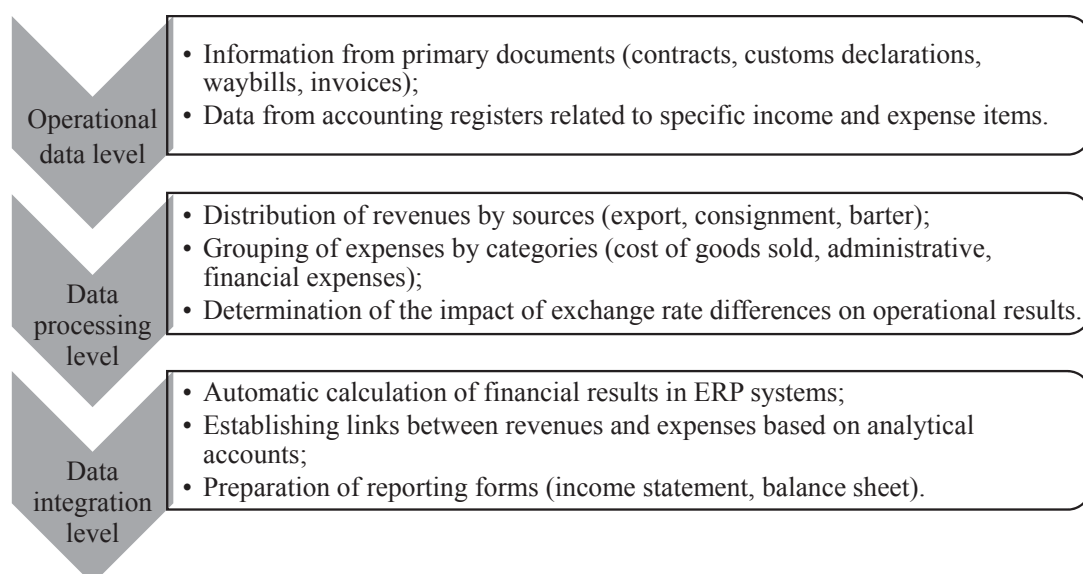 Operational
data level
• Information from primary documents (contracts, customs declarations,
waybills, invoices);
• Data from accounting registers related to specific income and expense items.
Data
processing
level
• Distribution of revenues by sources (export, consignment, barter);
• Grouping of expenses by categories (cost of goods sold, administrative,
financial expenses);
• Determination of the impact of exchange rate differences on operational results.
Data
integration
level
• Automatic calculation of financial results in ERP systems;
• Establishing links between revenues and expenses based on analytical
accounts;
• Preparation of reporting forms (income statement, balance sheet).